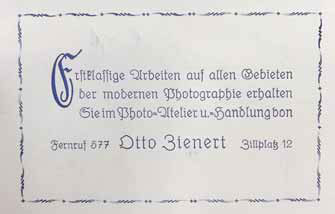 Erstklassige Arbeiten auf allen Gebieten
der modernen Photographie erhalten
Sie im Photo-Atelier u.-Handlung von
Fernruf 577 Otto Zienert Zillplatz 12